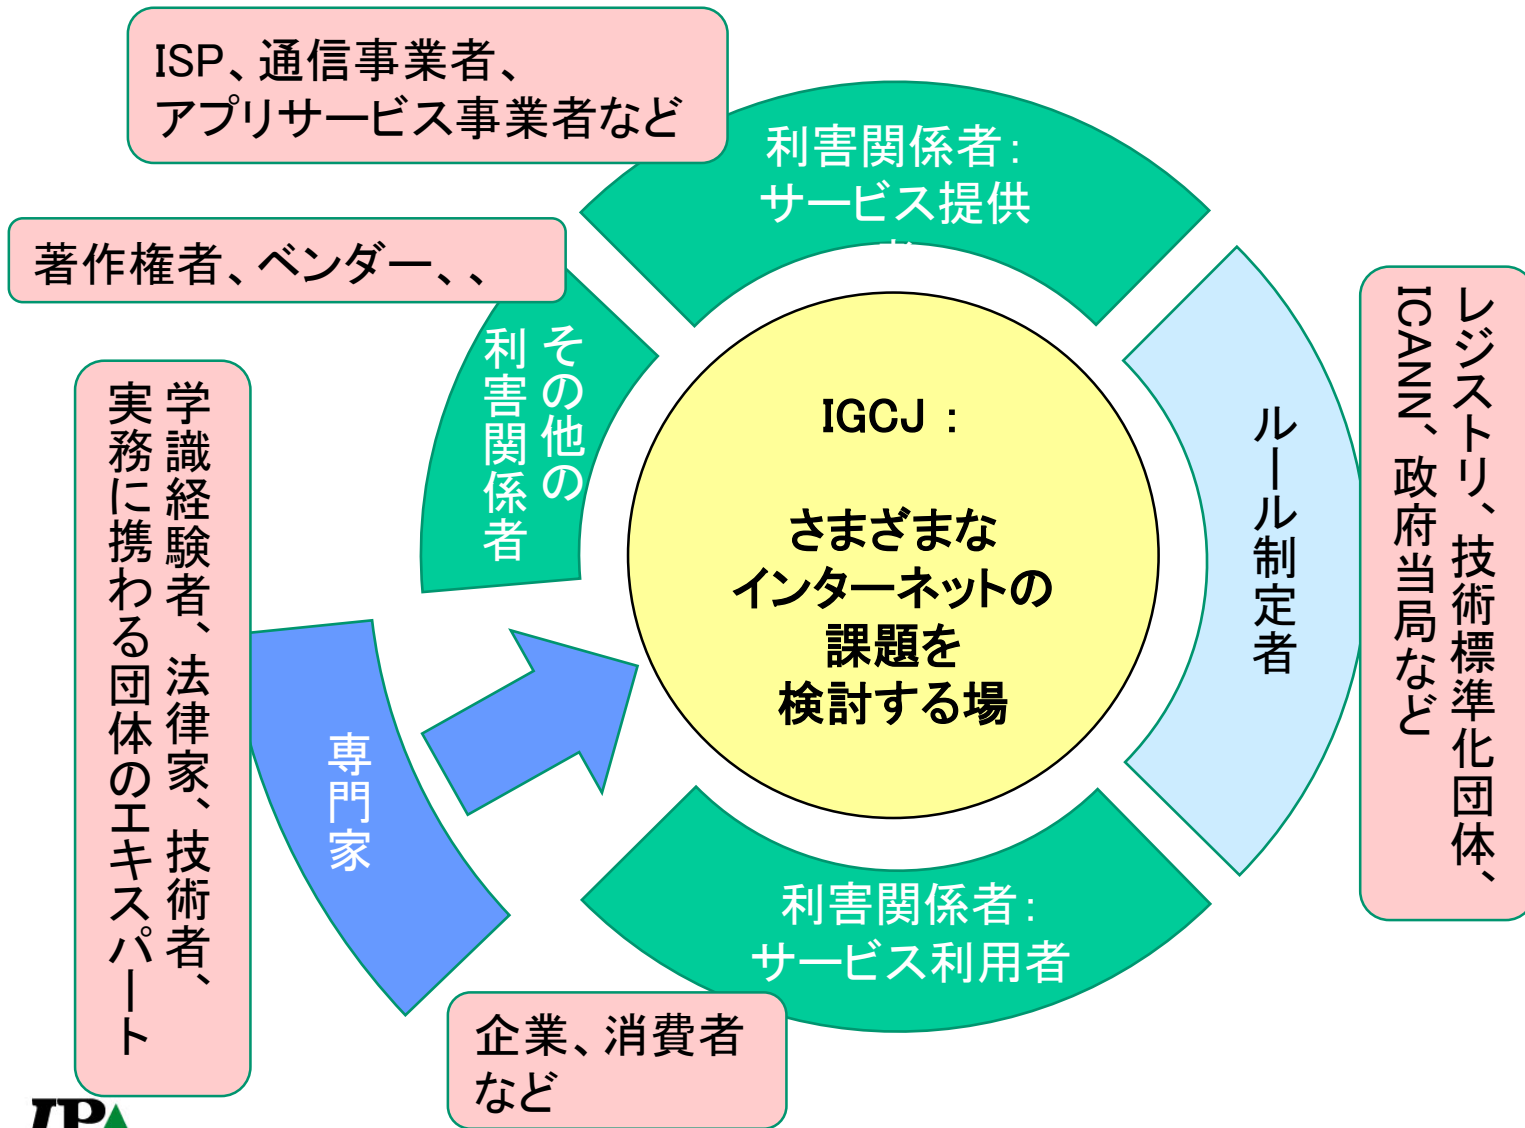 ISP、通信事業者、
アプリサービス事業者など
利害関係者：
サービス提供
著作権者、ベンダー、、
その他の
利害関係者
レジストリ、技術標準化団体、
ICANN、政府当局など
ルール制定者
IGCJ：
さまざまな
インターネットの
課題を
検討する場
学識経験者、法律家、技術者、
実務に携わる団体のエキスパート
専門家
利害関係者：
サービス利用者
企業、消費者
など